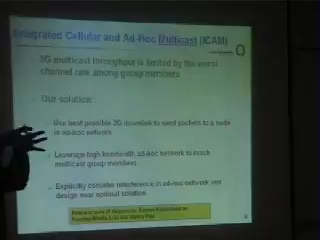 Integrated Cellular and Ad-Hoc Multicast (ICAM)
3G multicast throughput is limited by the worst
channel rate among group members
Our solution:
Use best possible 3G downlink to send packets to a node
in ad-hoc network
Leverage high bandwidth ad-hoc network to reach
multicast group members
Explicitly consider interference in ad-hoc network and
design near optimal solution